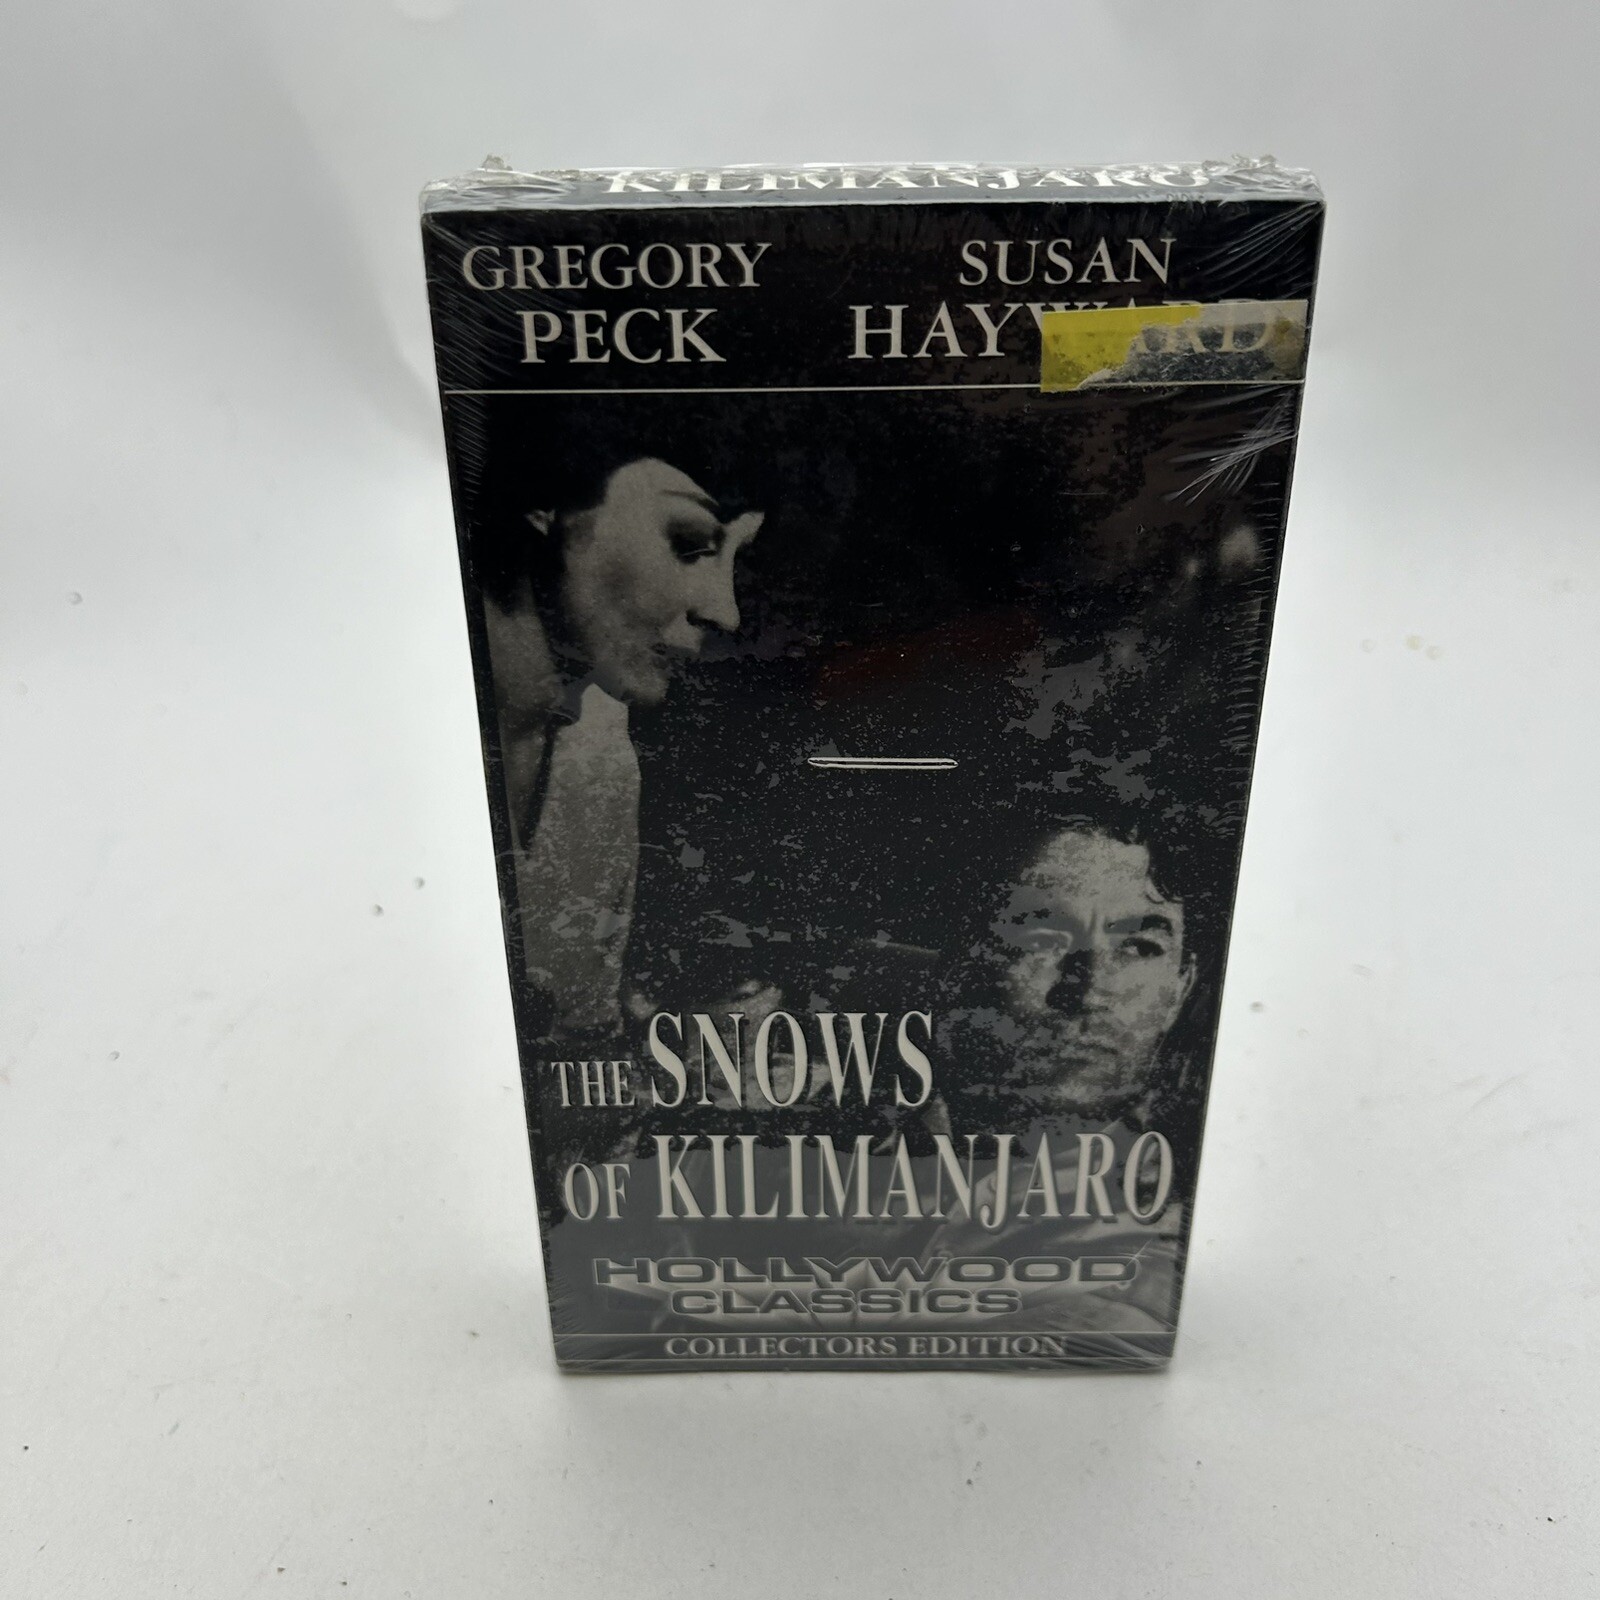 KILIMANJARO
GREGORY
PECK
SUSAN
HAYWARD
THE SNOWS
OF KILIMANJARO
HOLLYWOOD
CLASSICS
COLLECTORS EDITION